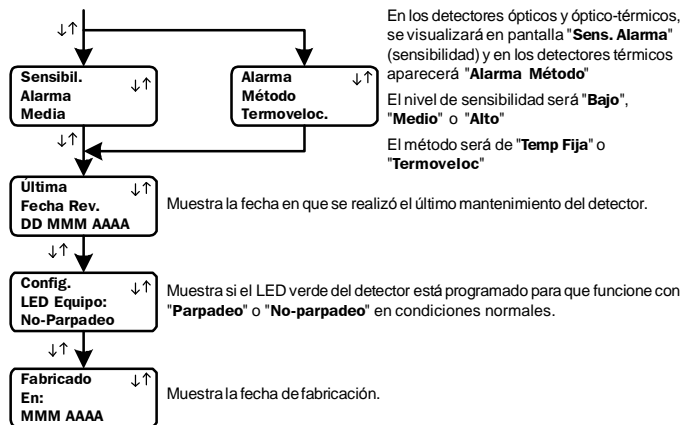 En los detectores ópticos y óptico-térmicos,
se visualizará en pantalla "Sens. Alarma"
(sensibilidad) y en los detectores térmicos
aparecerá "Alarma Método"
El nivel de sensibilidad será "Bajo",
"Medio" o "Alto"
El método será de "Temp Fija" o
"Termoveloc"
↓↑
Sensibil. ↓↑
Alarma
Media
Alarma ↓↑
Método
Termoveloc.
↓↑
Última ↓↑
Fecha Rev.
DD MMM AAAA
Muestra la fecha en que se realizó el último mantenimiento del detector.
↓↑
Config. ↓↑
LED Equipo:
No-Parpadeo
Muestra si el LED verde del detector está programado para que funcione con
"Parpadeo" o "No-parpadeo" en condiciones normales.
↓↑
Fabricado ↓↑
En:
MMM AAAA
Muestra la fecha de fabricación.